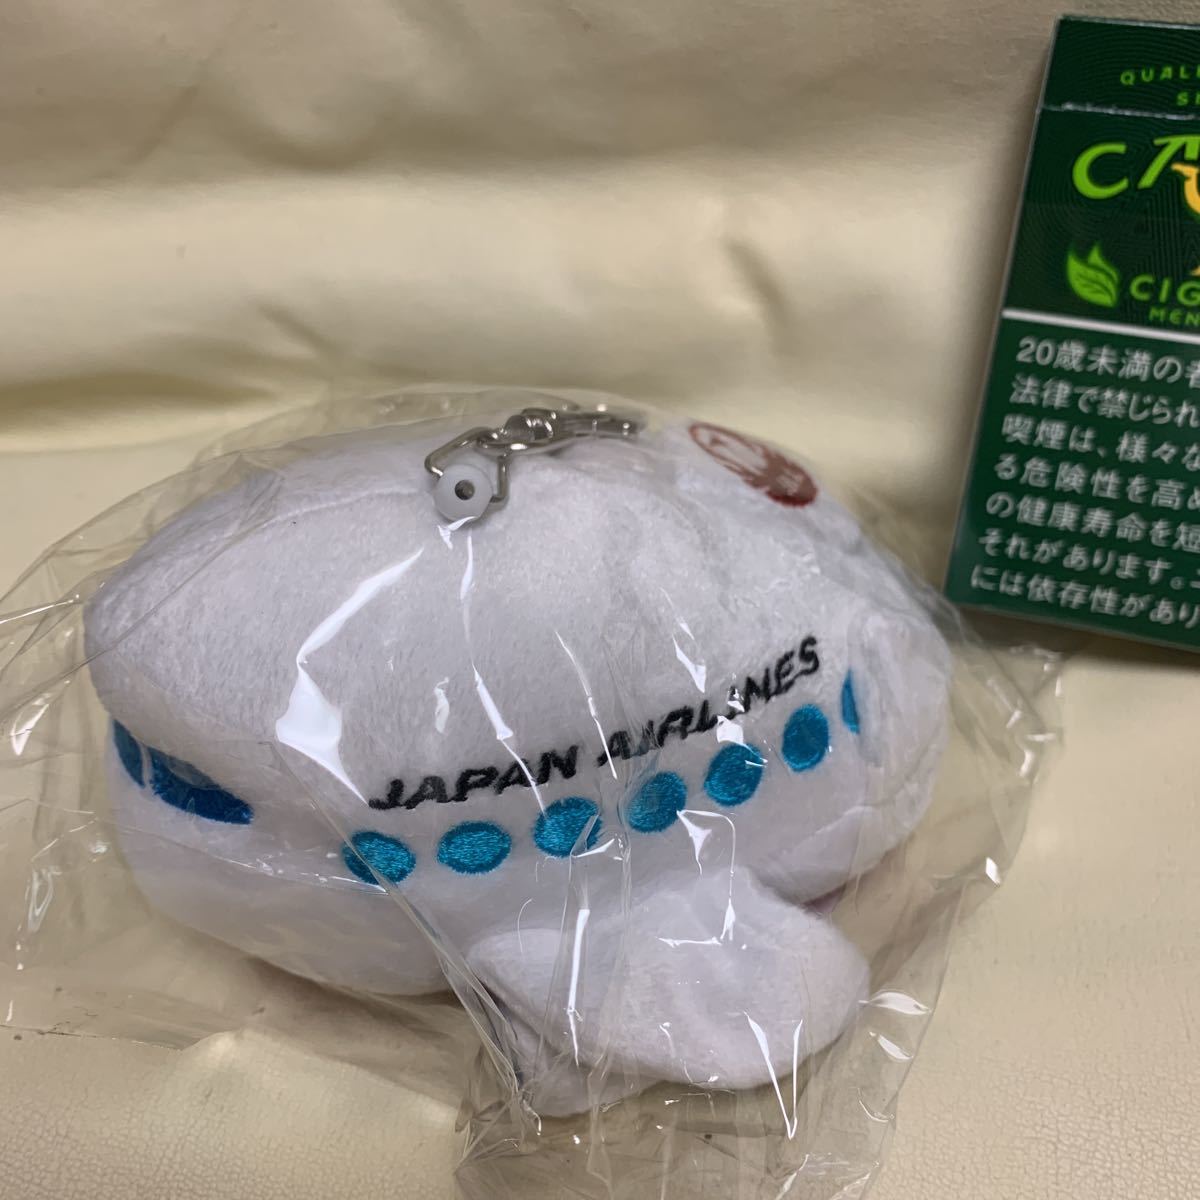 JAPAN AIRLINES
20歳未満の者
法律で禁じられ
喫煙は、様々な
る危険性を高め
の健康寿命を短
それがあります。
には依存性があり